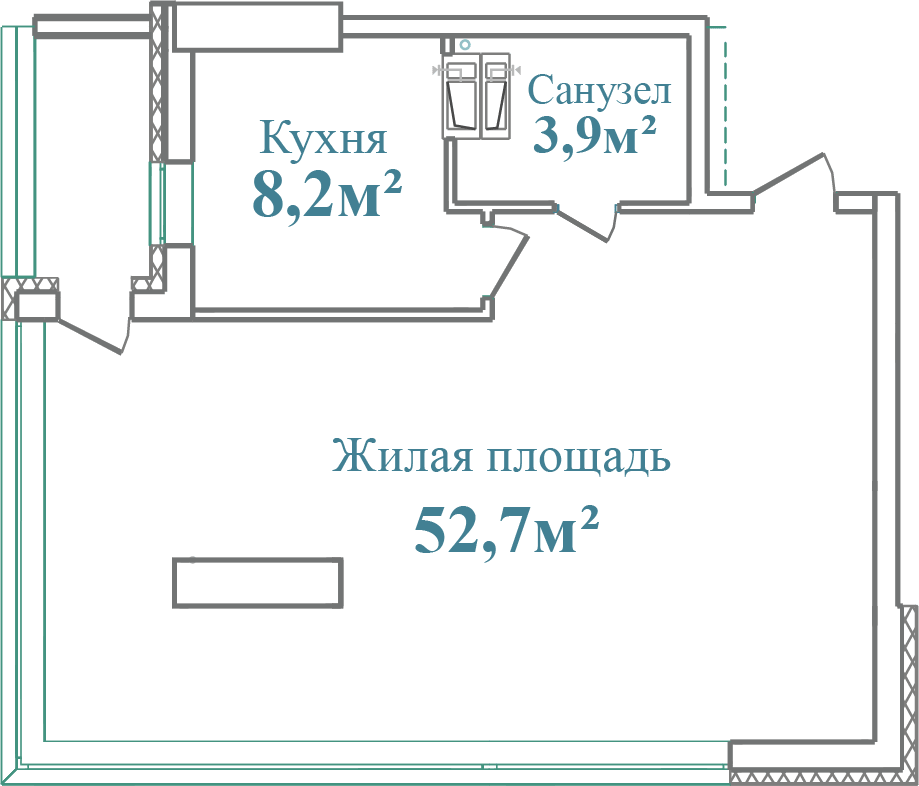 Санузел
3,9м²
Кухня
8,2м²
Жилая площадь
52,7м²